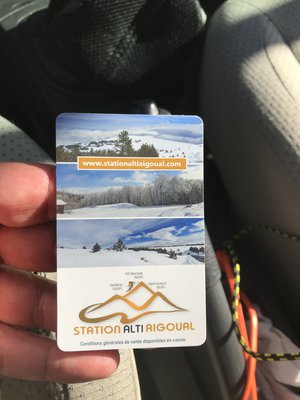 www.stationaltiaigoual.com
STATION ALTI AIGOUAL
Conditions générales de vente disponibles en caisse.